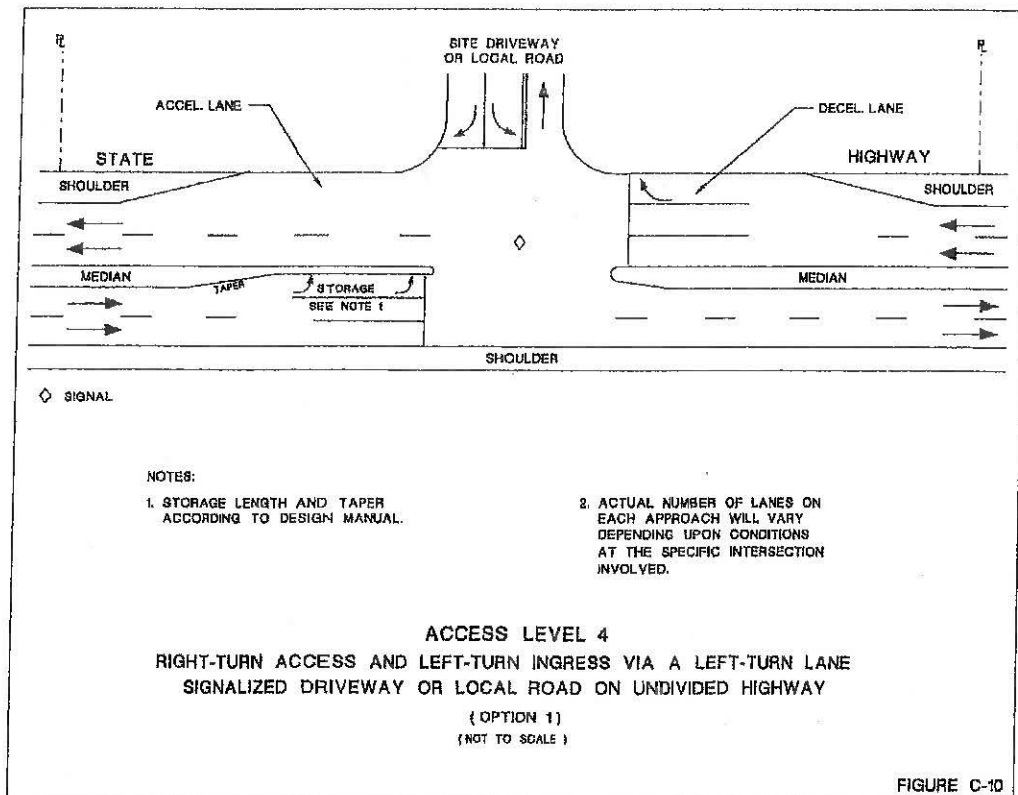 PL
SITE DRIVEWAY
OR LOCAL ROAD
PL
ACCEL. LANE
DECEL. LANE
STATE
HIGHWAY
SHOULDER
SHOULDER
MEDIAN
TAPER
STORAGE
SEE NOTE 1
MEDIAN
SHOULDER
SIGNAL
NOTES:
1. STORAGE LENGTH AND TAPER
ACCORDING TO DESIGN MANUAL.
2. ACTUAL NUMBER OF LANES ON
EACH APPROACH WILL VARY
DEPENDING UPON CONDITIONS
AT THE SPECIFIC INTERSECTION
INVOLVED.
ACCESS LEVEL 4
RIGHT-TURN ACCESS AND LEFT-TURN INGRESS VIA A LEFT-TURN LANE
SIGNALIZED DRIVEWAY OR LOCAL ROAD ON UNDIVIDED HIGHWAY
( OPTION 1)
( NOT TO SCALE )
FIGURE C-10